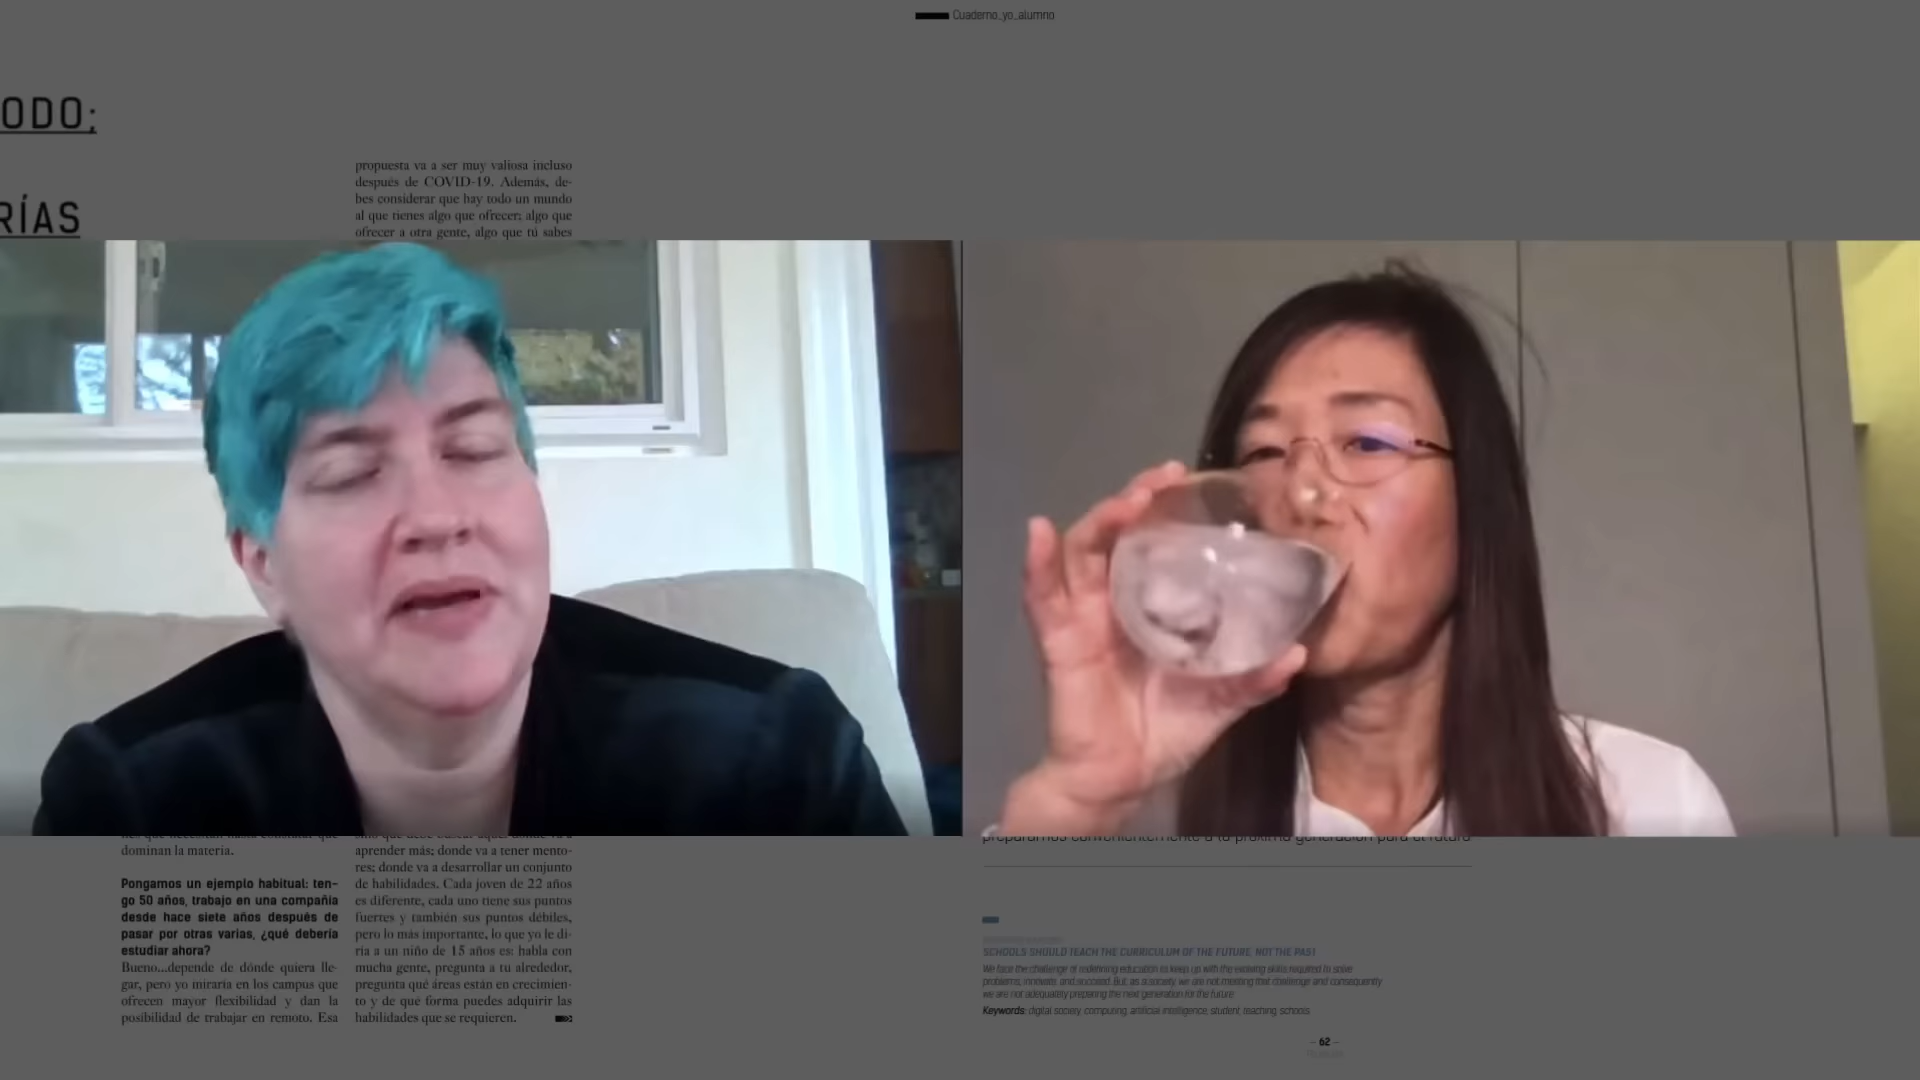 Cuaderno_yo_alumno
ODO;
RÍAS
propuesta va a ser muy valiosa incluso
después de COVID-19. Además, de-
bes considerar que hay todo un mundo
al que tienes algo que ofrecer; algo que
ofrecer a otra gente, algo que tú sabes
dominan la materia.
Pongamos un ejemplo habitual: ten-
go 50 años, trabajo en una compañía
desde hace siete años después de
pasar por otras varias, ¿qué debería
estudiar ahora?
Bueno...depende de dónde quiera lle-
gar, pero yo miraría en los campus que
ofrecen mayor flexibilidad y dan la
posibilidad de trabajar en remoto. Esa
aprender más; donde va a tener mento-
res; donde va a desarrollar un conjunto
de habilidades. Cada joven de 22 años
es diferente, cada uno tiene sus puntos
fuertes y también sus puntos débiles,
pero lo más importante, lo que yo le di-
ría a un niño de 15 años es: habla con
mucha gente, pregunta a tu alrededor,
pregunta qué áreas están en crecimien-
to y de qué forma puedes adquirir las
habilidades que se requieren.
preparamos convenientemente a la próxima generación para el futuro
SCHOOLS SHOULD TEACH THE CURRICULUM OF THE FUTURE, NOT THE PAST
We face the challenge of redefining education to keep up with the evolving skills required to solve
problems, innovate, and succeed. But, as a society, we are not meeting that challenge and consequently
we are not adequately preparing the next generation for the future
Keywords: digital society, computing, artificial intelligence, student, teaching, schools
– 62 –